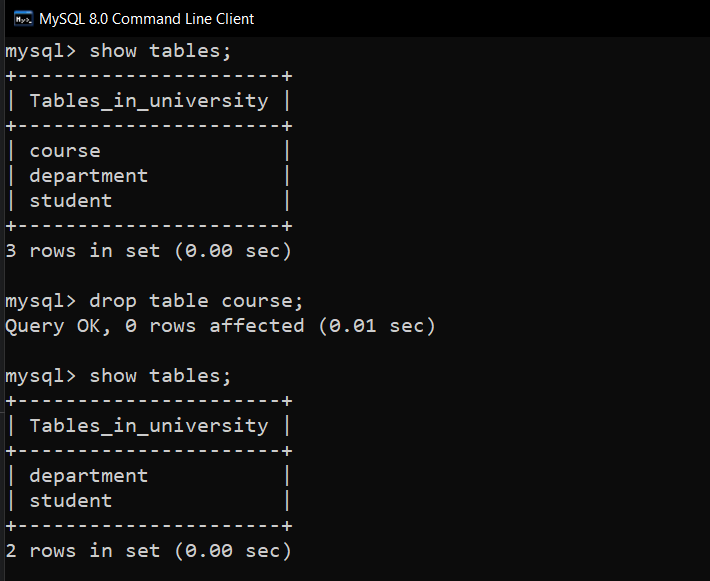 MySQL 8.0 Command Line Client
mysql> show tables;
+----------------------+
| Tables_in_university |
+----------------------+
| course               |
| department           |
| student              |
+----------------------+
3 rows in set (0.00 sec)
mysql> drop table course;
Query OK, 0 rows affected (0.01 sec)
mysql> show tables;
+----------------------+
| Tables_in_university |
+----------------------+
| department           |
| student              |
+----------------------+
2 rows in set (0.00 sec)